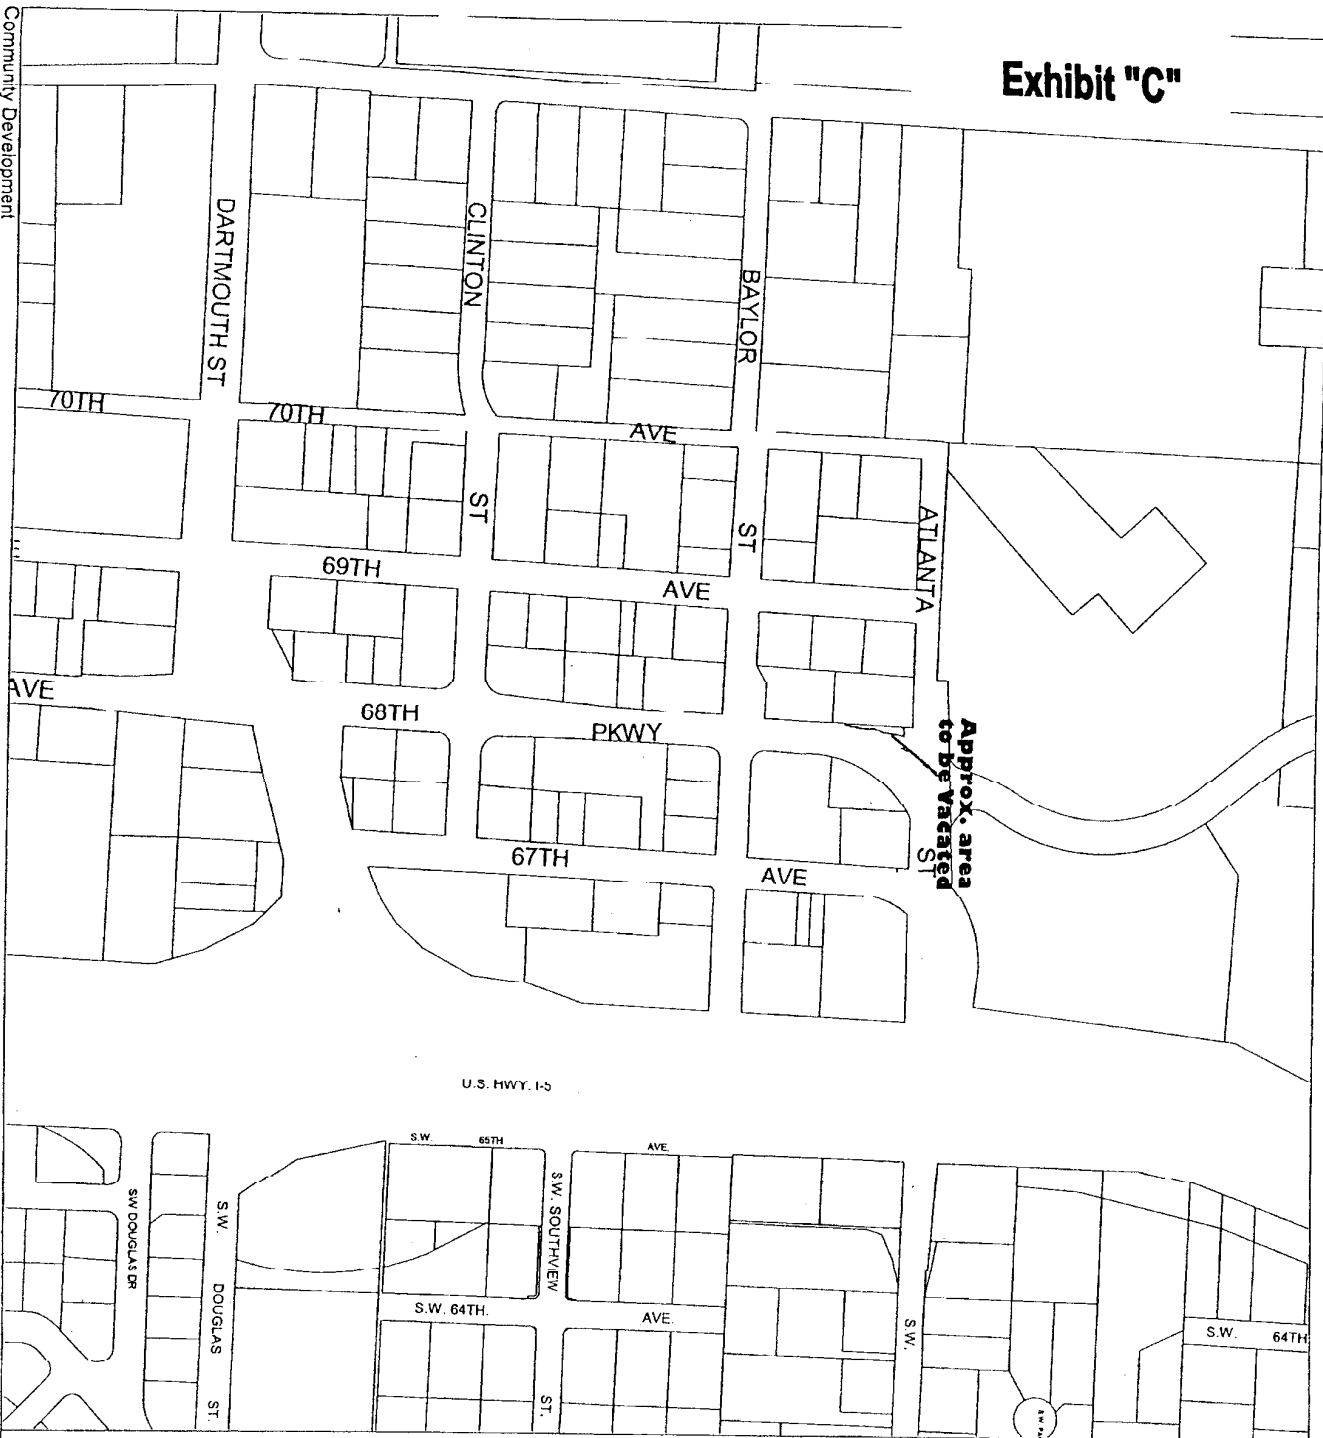 Exhibit "C"
Community Development
DARTMOUTH ST
CLINTON
BAYLOR
70TH
70TH
AVE
ST
ST
ATLANTA
69TH
AVE
AVE
68TH
PKWY
Approx. area
to be Vacated
67TH
AVE
ST
U.S. HWY. I-5
S.W. 65TH AVE.
SW DOUGLAS DR
S.W. DOUGLAS ST.
S.W. SOUTHVIEW
S.W. 64TH. AVE.
S.W.
S.W. 64TH
ST.